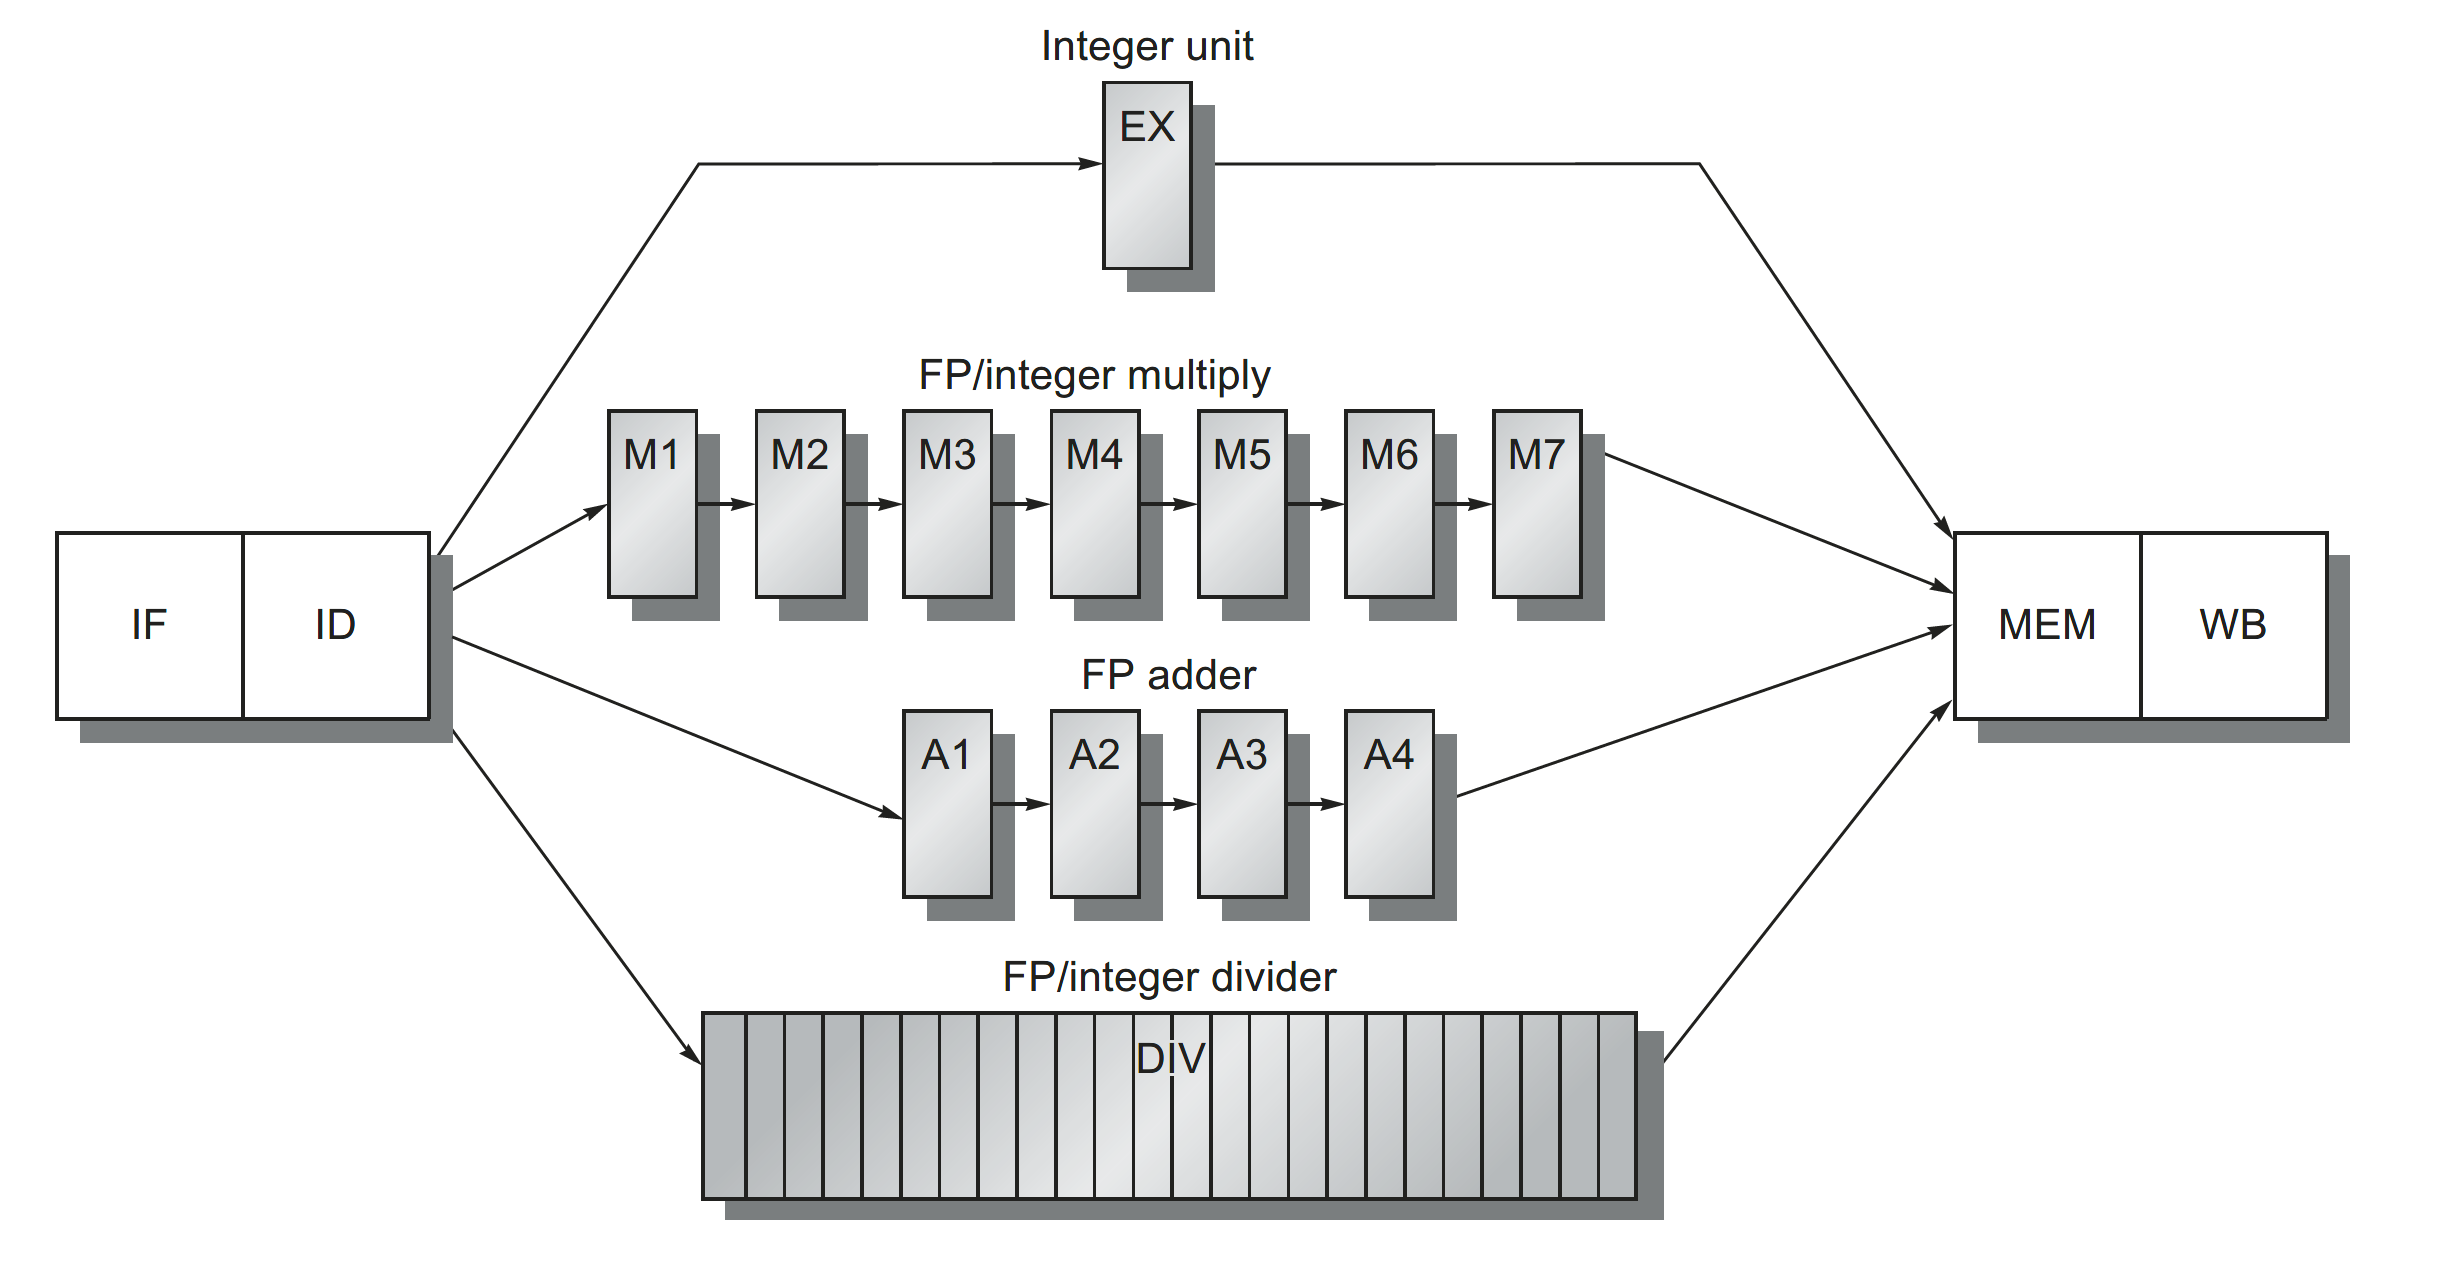 Integer unit
EX
FP/integer multiply
M1 M2 M3 M4 M5 M6 M7
IF ID MEM WB
FP adder
A1 A2 A3 A4
FP/integer divider
DIV